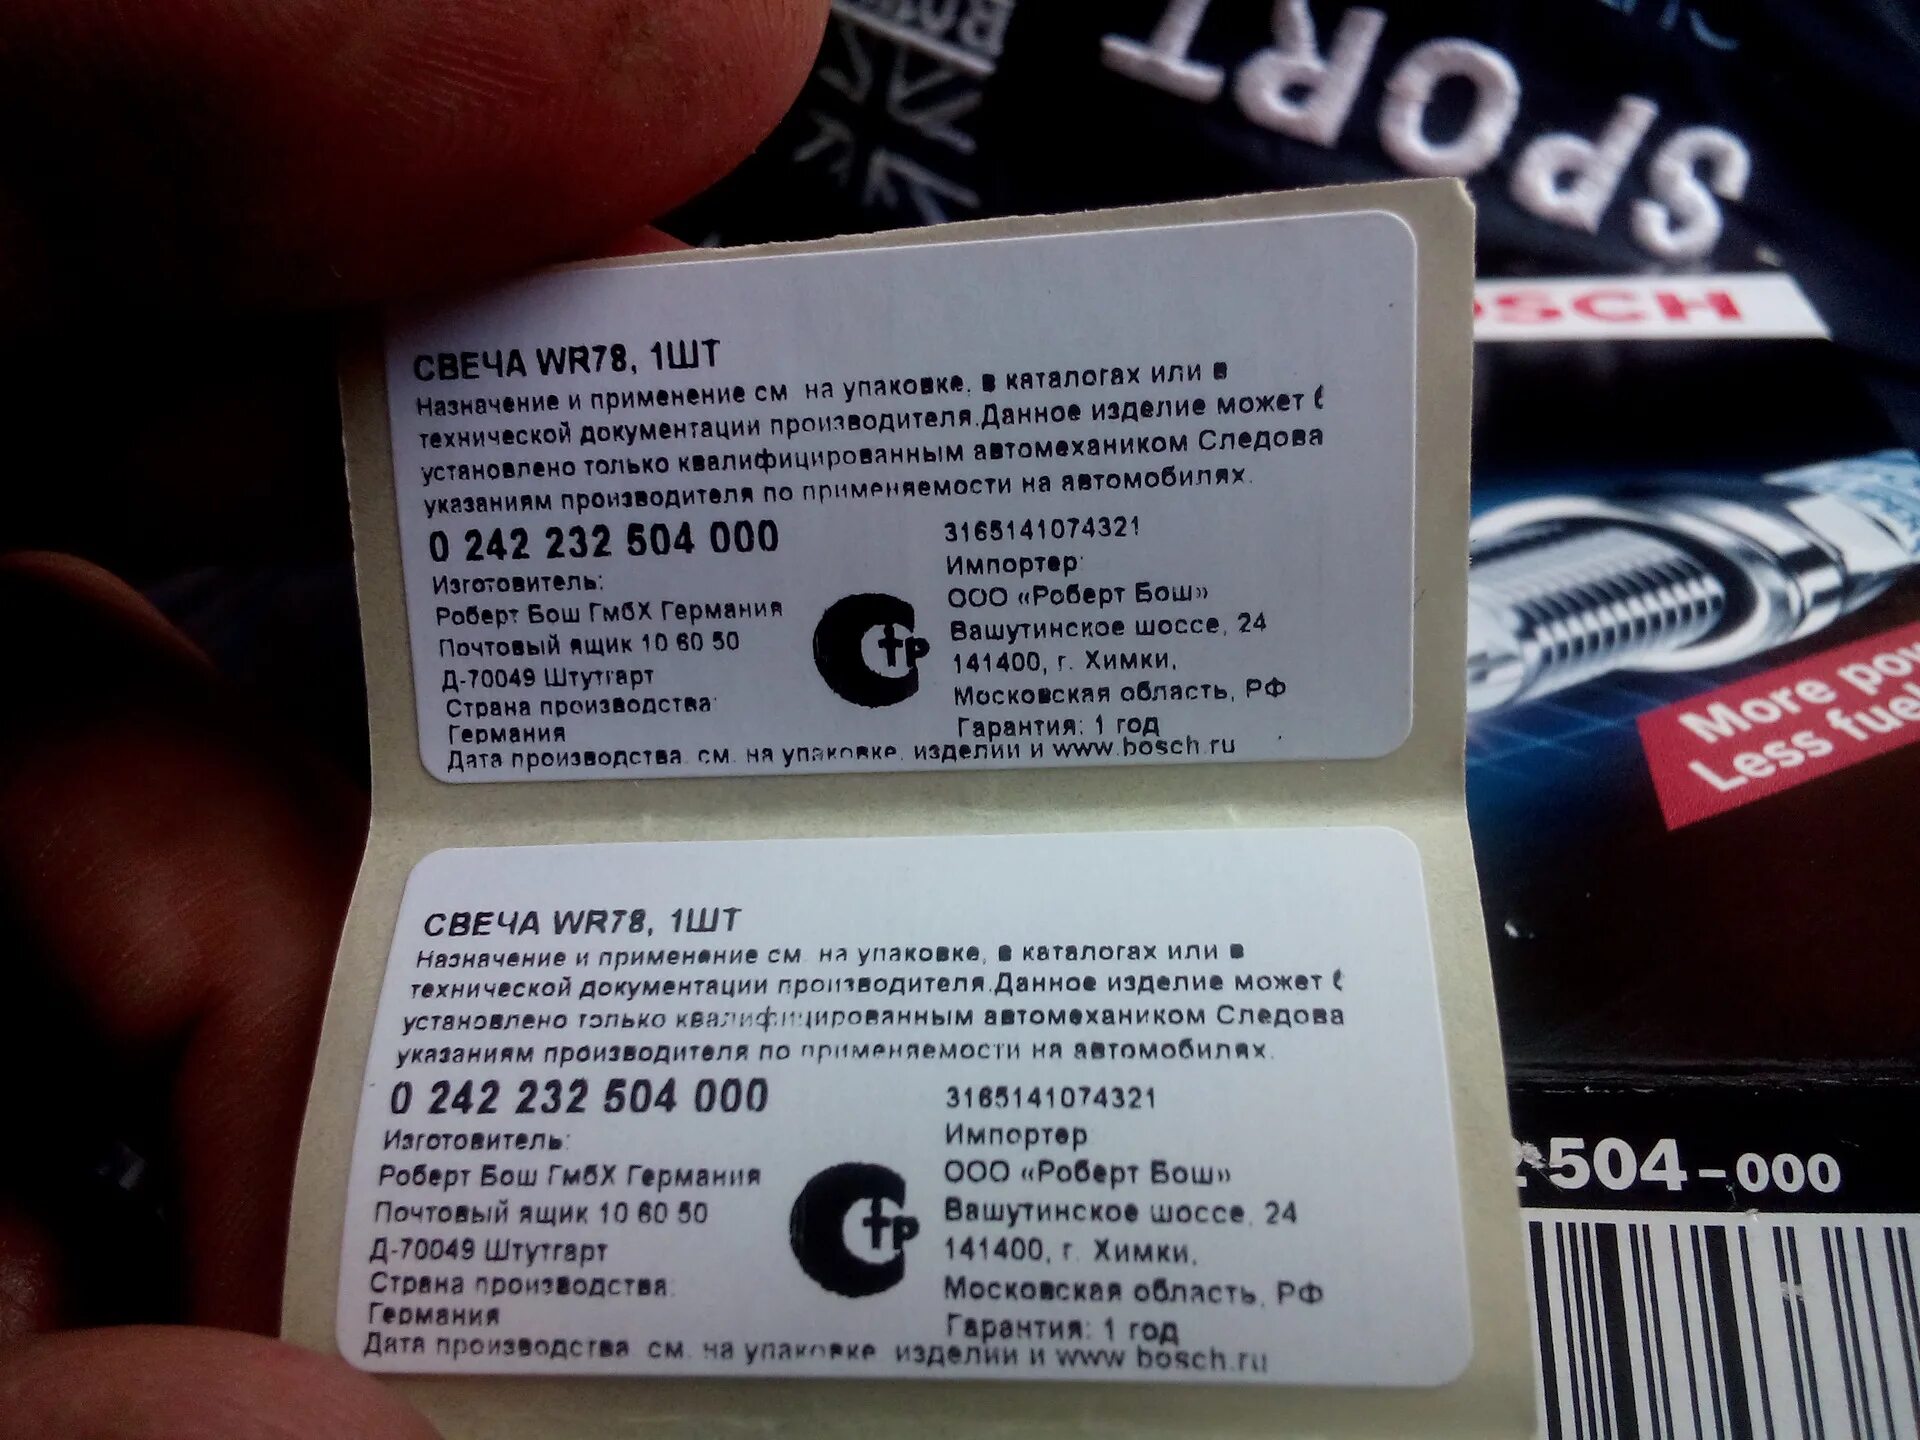 SPORT
BOSCH
More
Less
СВЕЧА WR78, 1ШТ
Назначение и применение см. на упаковке, в каталогах или в
технической документации производителя.Данное изделие может
установлено только квалифицированным автомехаником Следова
указаниям производителя по применяемости на автомобилях.
0 242 232 504 000
Изготовитель:
Роберт Бош ГмбХ Германия
Почтовый ящик 10 60 50
Д-70049 Штутгарт
Страна производства:
Германия
Дата производства см. на упаковке, изделии и www.bosch.ru
3165141074321
Импортер:
ООО «Роберт Бош»
Вашутинское шоссе, 24
141400, г. Химки,
Московская область, РФ
Гарантия: 1 год
Стр
СВЕЧА WR78, 1ШТ
Назначение и применение см. на упаковке, в каталогах или в
технической документации производителя.Данное изделие может
установлено только квалифицированным автомехаником Следова
указаниям производителя по применяемости на автомобилях.
0 242 232 504 000
Изготовитель:
Роберт Бош ГмбХ Германия
Почтовый ящик 10 60 50
Д-70049 Штутгарт
Страна производства:
Германия
Дата производства см. на упаковке, изделии и www.bosch.ru
3165141074321
Импортер
ООО «Роберт Бош»
Вашутинское шоссе, 24
141400, г. Химки,
Московская область, РФ
Гарантия: 1 год
Стр
504-000